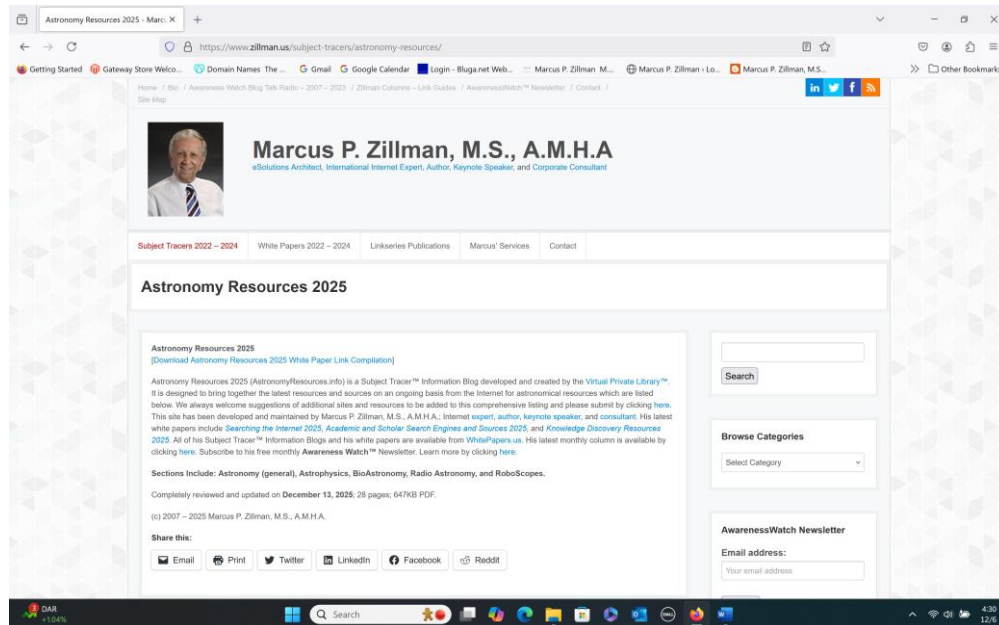 Astronomy Resources 2025 - Marc
https://www.zillman.us/subject-tracers/astronomy-resources/
Getting Started Gateway Store Welco... Domain Names The ... Gmail Google Calendar Login - Bluga.net Web... Marcus P. Zillman M... Marcus P. Zillman ‹ Lo... Marcus P. Zillman, M.S... Other Bookmarks
Home / Bio / Awareness Watch Blog Talk Radio – 2007 – 2023 / Zillman Columns – Link Guides / AwarenessWatch™ Newsletter / Contact /
Site Map
in f
Marcus P. Zillman, M.S., A.M.H.A
eSolutions Architect, International Internet Expert, Author, Keynote Speaker, and Corporate Consultant
Subject Tracers 2022 – 2024 White Papers 2022 – 2024 Linkseries Publications Marcus' Services Contact
Astronomy Resources 2025
Astronomy Resources 2025
[Download Astronomy Resources 2025 White Paper Link Compilation]
Astronomy Resources 2025 (AstronomyResources.info) is a Subject Tracer™ Information Blog developed and created by the Virtual Private Library™.
It is designed to bring together the latest resources and sources on an ongoing basis from the Internet for astronomical resources which are listed
below. We always welcome suggestions of additional sites and resources to be added to this comprehensive listing and please submit by clicking here.
This site has been developed and maintained by Marcus P. Zillman, M.S., A.M.H.A.; Internet expert, author, keynote speaker, and consultant. His latest
white papers include Searching the Internet 2025, Academic and Scholar Search Engines and Sources 2025, and Knowledge Discovery Resources
2025. All of his Subject Tracer™ Information Blogs and his white papers are available from WhitePapers.us. His latest monthly column is available by
clicking here. Subscribe to his free monthly Awareness Watch™ Newsletter. Learn more by clicking here.
Sections Include: Astronomy (general), Astrophysics, BioAstronomy, Radio Astronomy, and RoboScopes.
Completely reviewed and updated on December 13, 2025; 28 pages; 647KB PDF.
(c) 2007 – 2025 Marcus P. Zillman, M.S., A.M.H.A.
Share this:
Email Print Twitter LinkedIn Facebook Reddit
Search
Browse Categories
Select Category
AwarenessWatch Newsletter
Email address:
Your email address
3 DAR
+1.04%
Search
DELL
4:30
12/6